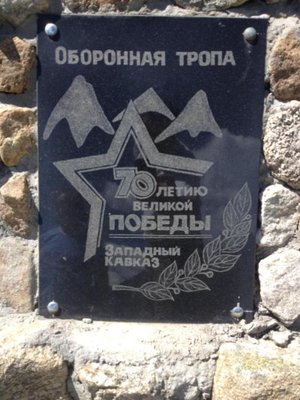 Оборонная тропа
70-летию
великой
Победы
Западный
Кавказ